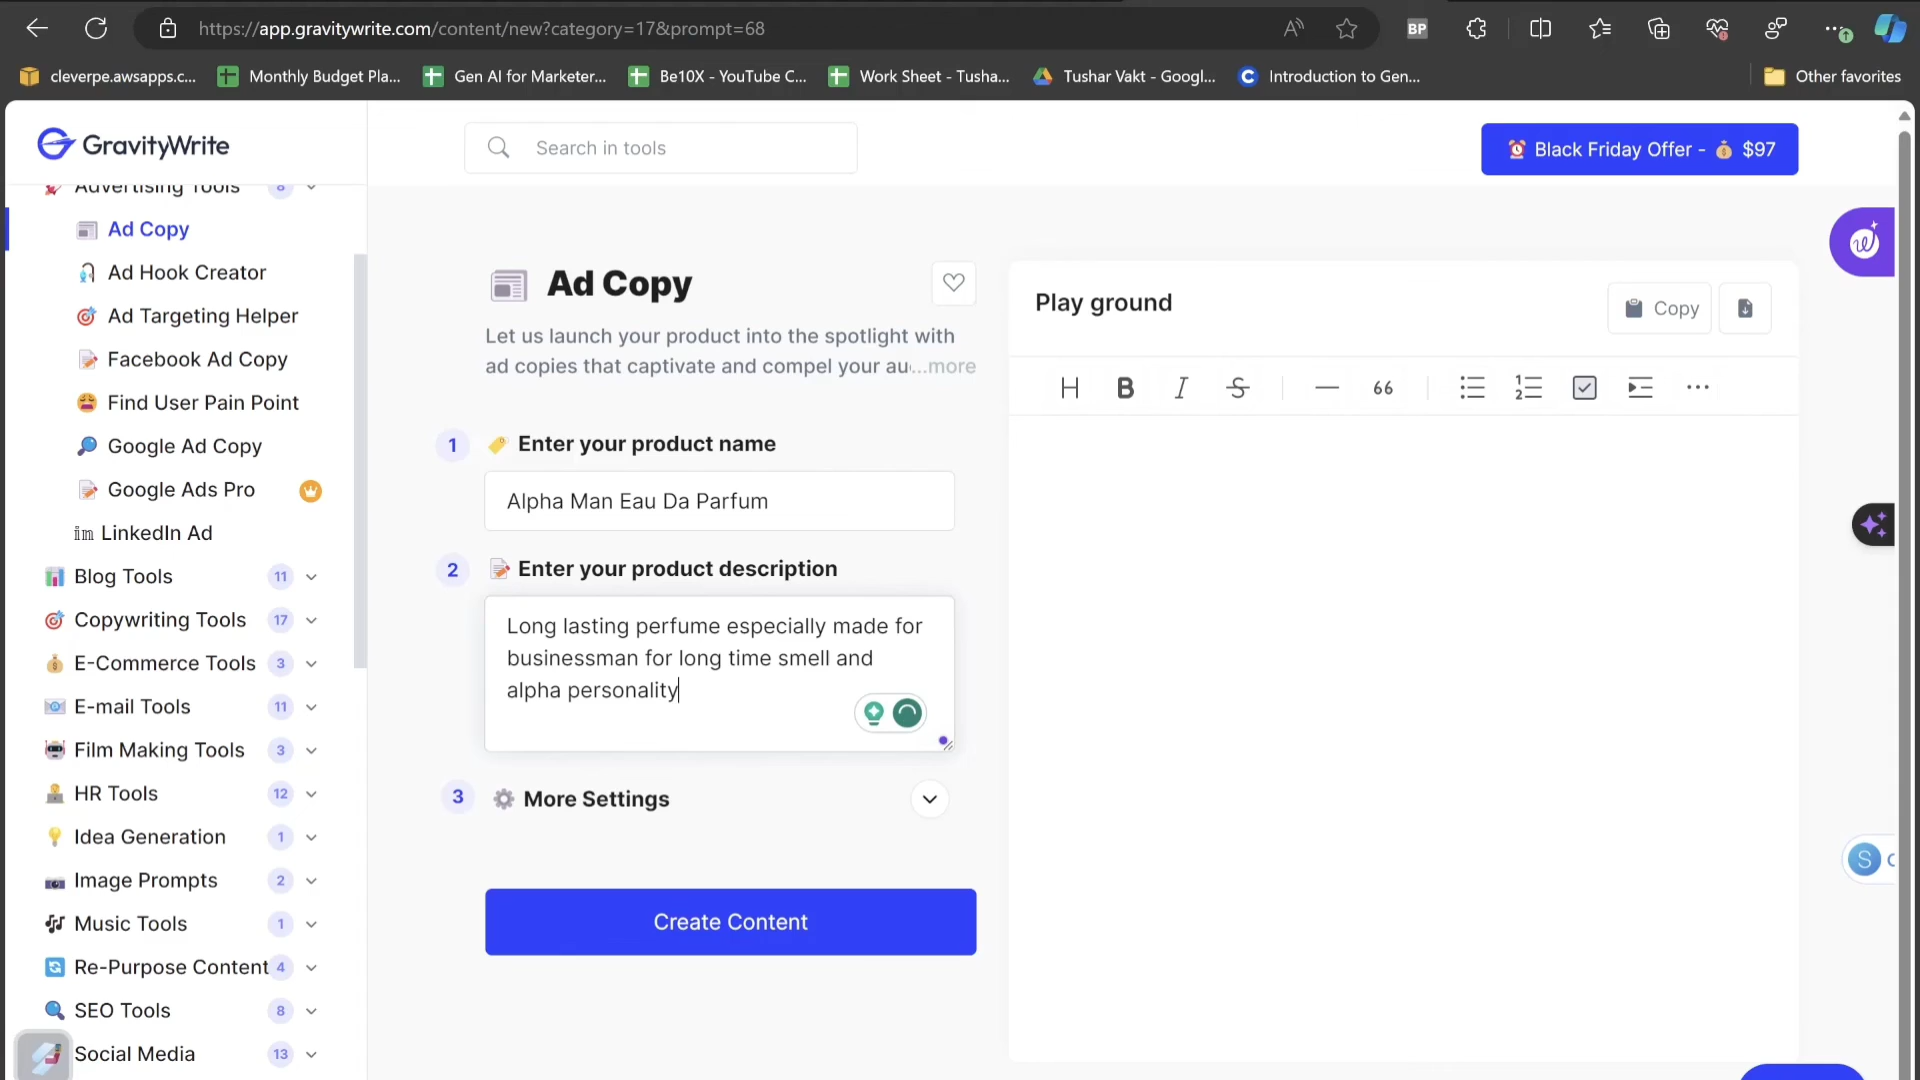 https://app.gravitywrite.com/content/new?category=17&prompt=68
BP
cleverpe.awsapps.c...
Monthly Budget Pla...
Gen AI for Marketer...
Be10X - YouTube C...
Work Sheet - Tusha...
Tushar Vakt - Googl...
Introduction to Gen...
Other favorites
GravityWrite
Search in tools
⏰ Black Friday Offer - 💰 $97
Advertising Tools 8
Ad Copy
Ad Hook Creator
Ad Targeting Helper
Facebook Ad Copy
Find User Pain Point
Google Ad Copy
Google Ads Pro
in LinkedIn Ad
Blog Tools 11
Copywriting Tools 17
E-Commerce Tools 3
E-mail Tools 11
Film Making Tools 3
HR Tools 12
Idea Generation 1
Image Prompts 2
Music Tools 1
Re-Purpose Content 4
SEO Tools 8
Social Media 13
Ad Copy
Let us launch your product into the spotlight with
ad copies that captivate and compel your au...more
1 Enter your product name
Alpha Man Eau Da Parfum
2 Enter your product description
Long lasting perfume especially made for
businessman for long time smell and
alpha personality
3 More Settings
Create Content
Play ground
Copy
H B I S 66
S